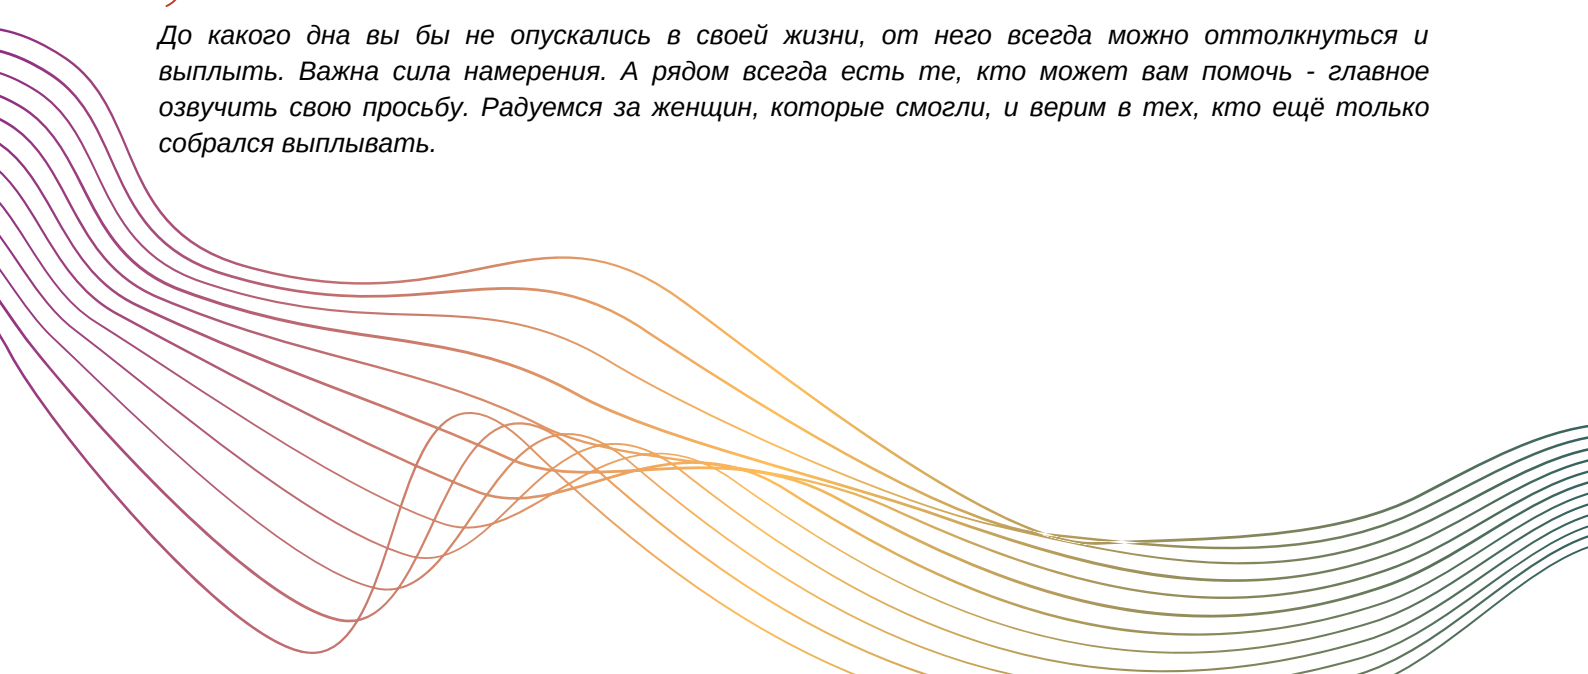 До какого дна вы бы не опускались в своей жизни, от него всегда можно оттолкнуться и
выплыть. Важна сила намерения. А рядом всегда есть те, кто может вам помочь - главное
озвучить свою просьбу. Радуемся за женщин, которые смогли, и верим в тех, кто ещё только
собрался выплывать.